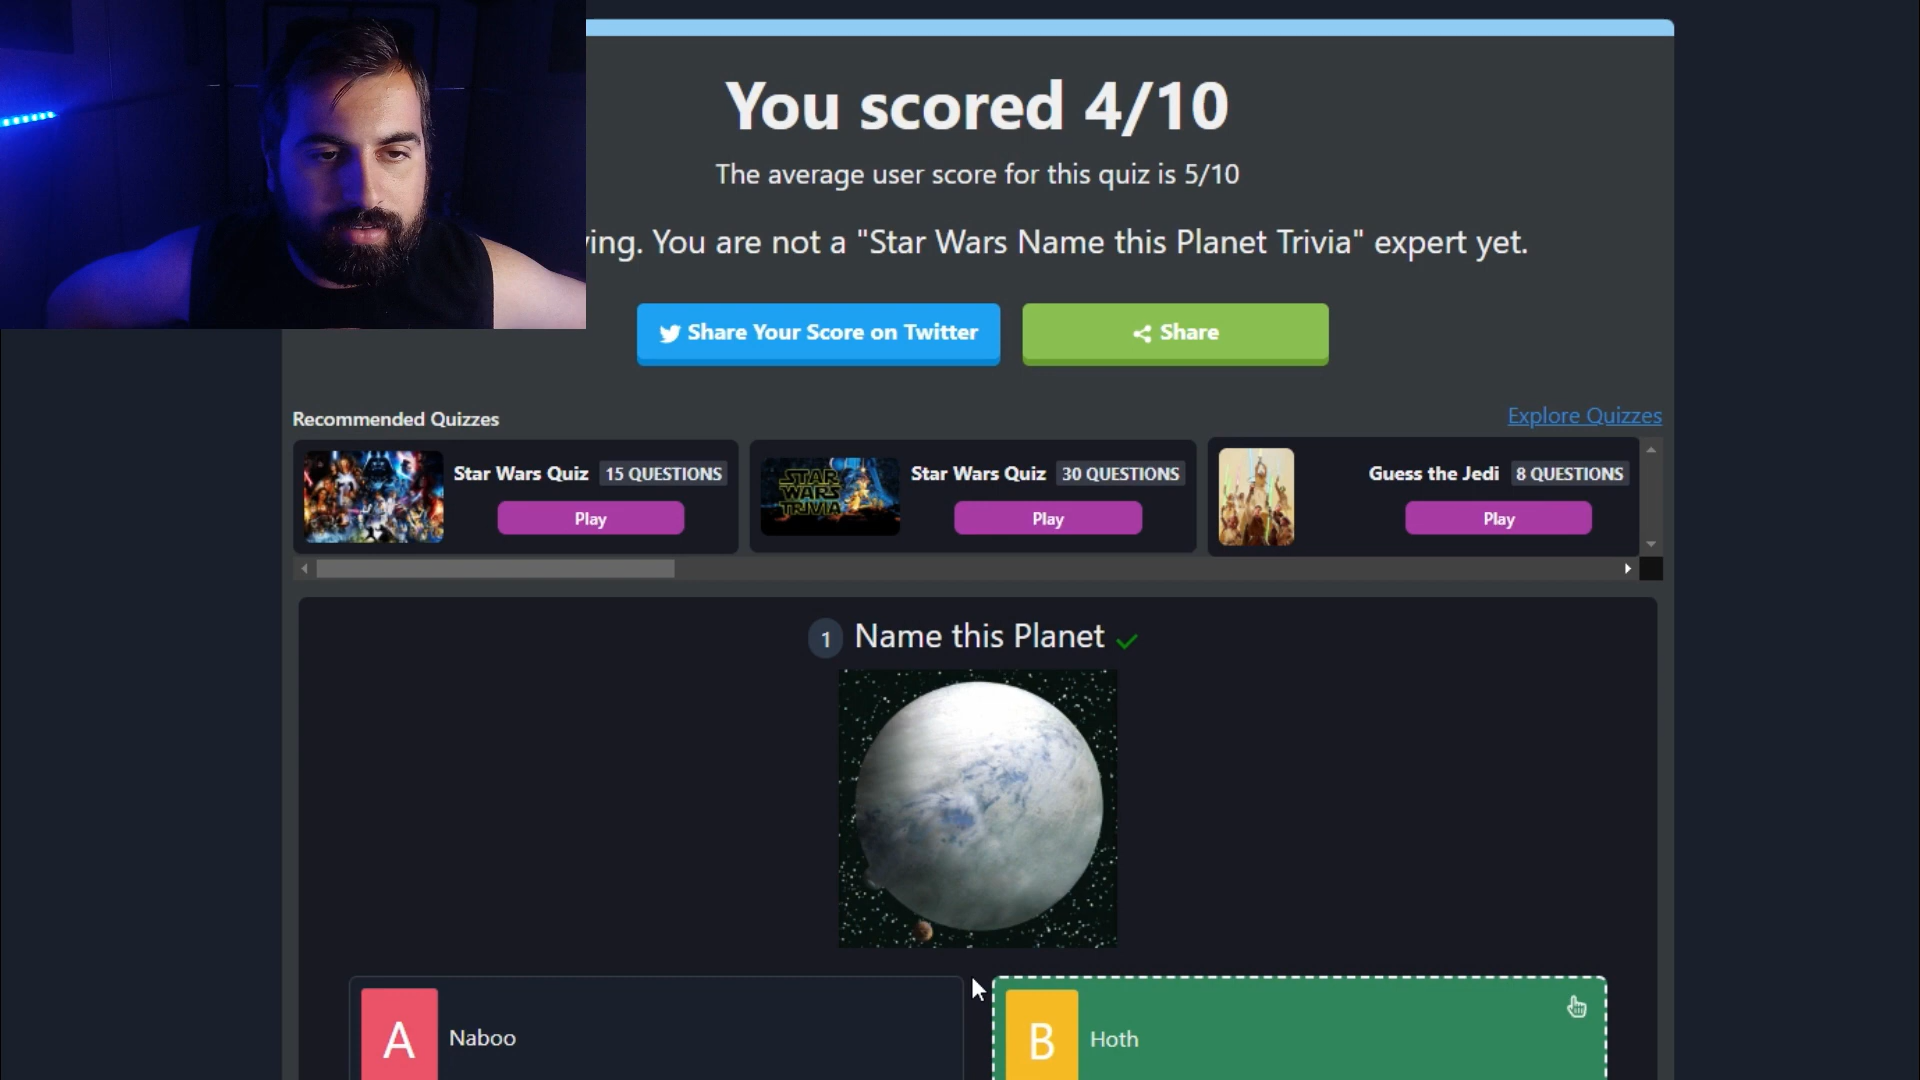 You scored 4/10
The average user score for this quiz is 5/10
ing. You are not a "Star Wars Name this Planet Trivia" expert yet.
Share Your Score on Twitter
Share
Recommended Quizzes
Explore Quizzes
Star Wars Quiz 15 QUESTIONS
Play
STAR WARS TRIVIA
Star Wars Quiz 30 QUESTIONS
Play
Guess the Jedi 8 QUESTIONS
Play
1 Name this Planet
A Naboo
B Hoth